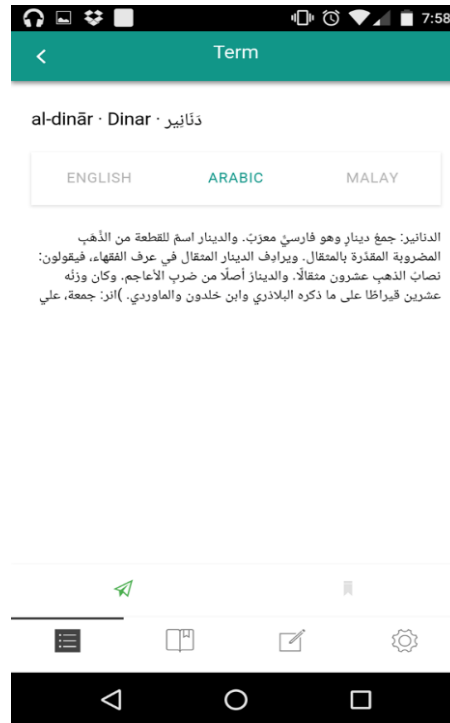 7:58
Term
al-dinār · Dinar · دَنَانِير
ENGLISH
ARABIC
MALAY
الدنانير: جمعُ دينارٍ وهو فارسيٌّ معرّبٌ. والدينار اسمٌ للقطعة من الذَّهَبِ
المضروبة المقدّرة بالمثقال. ويرادِف الدينار المثقال في عرف الفقهاء، فيقولون:
نصابُ الذهبِ عشرون مثقالًا. والدينارُ أصلًا من ضربِ الأعاجم. وكان وزنُه
عشرين قيراطًا على ما ذكره البلاذري وابن خلدون والماوردي. )انر: جمعة، علي